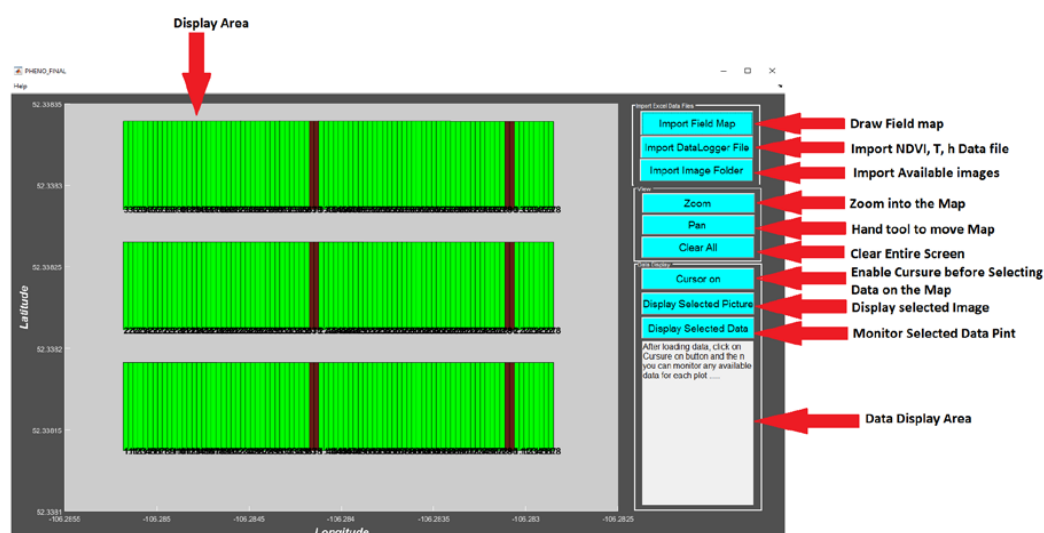 Display Area
PHENO_FINAL
Help
Import Excel Data Files
Import Field Map
Draw Field map
Import DataLogger File
Import NDVI, T, h Data file
Import Image Folder
Import Available images
View
Zoom
Zoom into the Map
Pan
Hand tool to move Map
Clear All
Clear Entire Screen
Data Display
Cursor on
Enable Cursure before Selecting
Data on the Map
Display Selected Picture
Display selected Image
Display Selected Data
Monitor Selected Data Pint
After loading data, click on
Cursure on button and the n
you can monitor any available
data for each plot .....
Data Display Area
Latitude
52.33835
52.3383
52.33825
52.3382
52.33815
52.3381
-106.2855
-106.285
-106.2845
-106.284
-106.2835
-106.283
-106.2825
Longitude